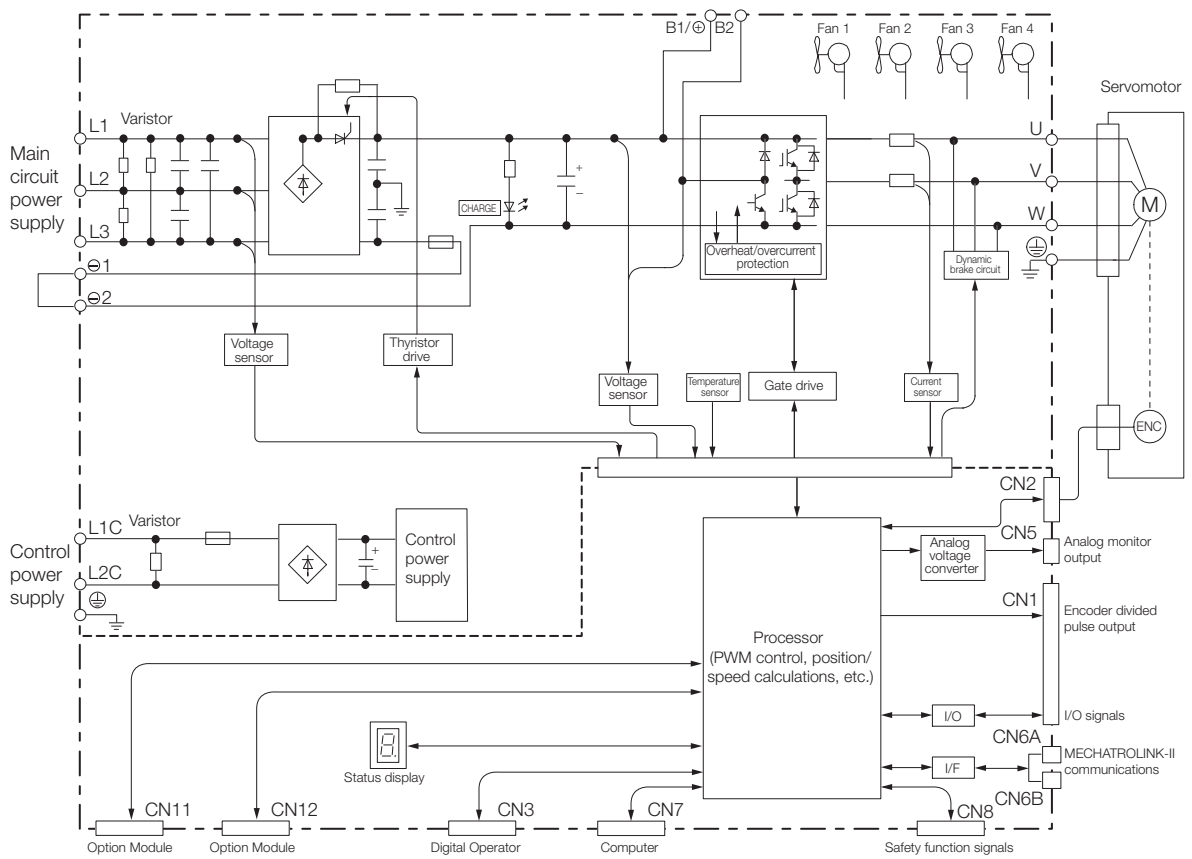 B1/⊕ B2
Fan 1 Fan 2 Fan 3 Fan 4
Servomotor
L1 Varistor
Main
circuit
power
supply
L2
L3
⊖1
⊖2
CHARGE
Overheat/overcurrent
protection
U
V
W
Dynamic
brake circuit
M
Voltage
sensor
Thyristor
drive
Voltage
sensor
Temperature
sensor
Gate drive
Current
sensor
ENC
CN2
L1C Varistor
Control
power
supply
L2C
Control
power
supply
CN5
Analog
voltage
converter
Analog monitor
output
CN1
Encoder divided
pulse output
Processor
(PWM control, position/
speed calculations, etc.)
I/O
I/O signals
CN6A
I/F
MECHATROLINK-II
communications
CN6B
8.
Status display
CN11 CN12 CN3 CN7 CN8
Option Module Option Module Digital Operator Computer Safety function signals